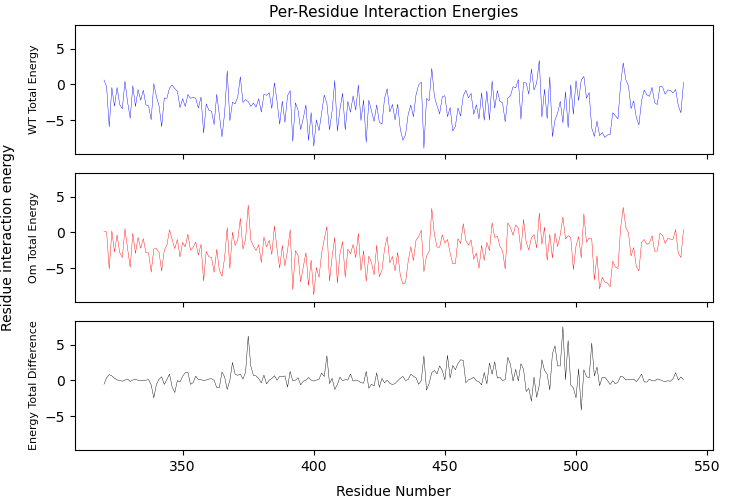 Per-Residue Interaction Energies
Residue interaction energy
WT Total Energy
5
0
−5
Om Total Energy
5
0
−5
Energy Total Difference
5
0
−5
350 400 450 500 550
Residue Number